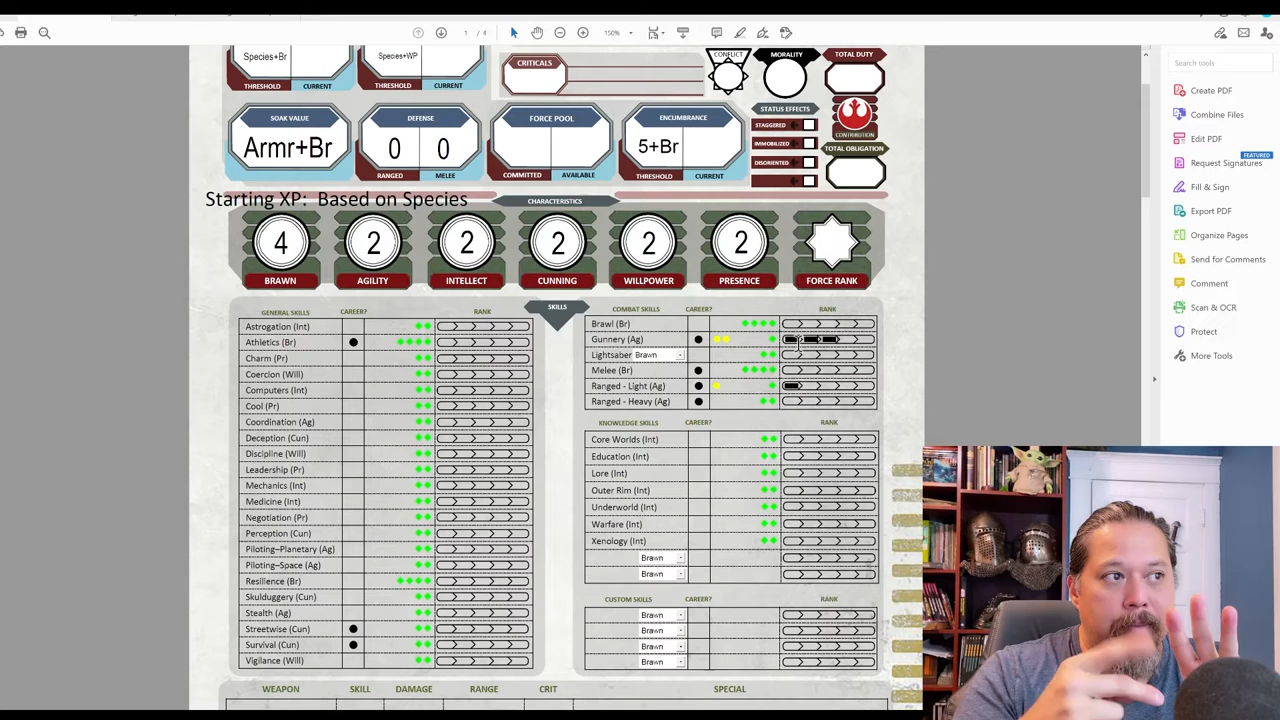 1 / 4
150%
Search tools
Create PDF
Combine Files
Edit PDF
FEATURED
Request Signatures
Fill & Sign
Export PDF
Organize Pages
Send for Comments
Comment
Scan & OCR
Protect
More Tools
Species+Br
Species+WP
THRESHOLD CURRENT
THRESHOLD CURRENT
CRITICALS
CONFLICT
MORALITY
TOTAL DUTY
SOAK VALUE
Armr+Br
DEFENSE
0 0
RANGED MELEE
FORCE POOL
COMMITTED AVAILABLE
ENCUMBRANCE
5+Br
THRESHOLD CURRENT
STATUS EFFECTS
STAGGERED
IMMOBILIZED
DISORIENTED
CONTRIBUTION
TOTAL OBLIGATION
Starting XP: Based on Species
CHARACTERISTICS
4 2 2 2 2 2
BRAWN AGILITY INTELLECT CUNNING WILLPOWER PRESENCE FORCE RANK
SKILLS
GENERAL SKILLS CAREER? RANK
Astrogation (Int)
Athletics (Br)
Charm (Pr)
Coercion (Will)
Computers (Int)
Cool (Pr)
Coordination (Ag)
Deception (Cun)
Discipline (Will)
Leadership (Pr)
Mechanics (Int)
Medicine (Int)
Negotiation (Pr)
Perception (Cun)
Piloting–Planetary (Ag)
Piloting–Space (Ag)
Resilience (Br)
Skulduggery (Cun)
Stealth (Ag)
Streetwise (Cun)
Survival (Cun)
Vigilance (Will)
COMBAT SKILLS CAREER? RANK
Brawl (Br)
Gunnery (Ag)
Lightsaber Brawn
Melee (Br)
Ranged - Light (Ag)
Ranged - Heavy (Ag)
KNOWLEDGE SKILLS CAREER? RANK
Core Worlds (Int)
Education (Int)
Lore (Int)
Outer Rim (Int)
Underworld (Int)
Warfare (Int)
Xenology (Int)
Brawn
Brawn
CUSTOM SKILLS CAREER? RANK
Brawn
Brawn
Brawn
Brawn
WEAPON SKILL DAMAGE RANGE CRIT SPECIAL